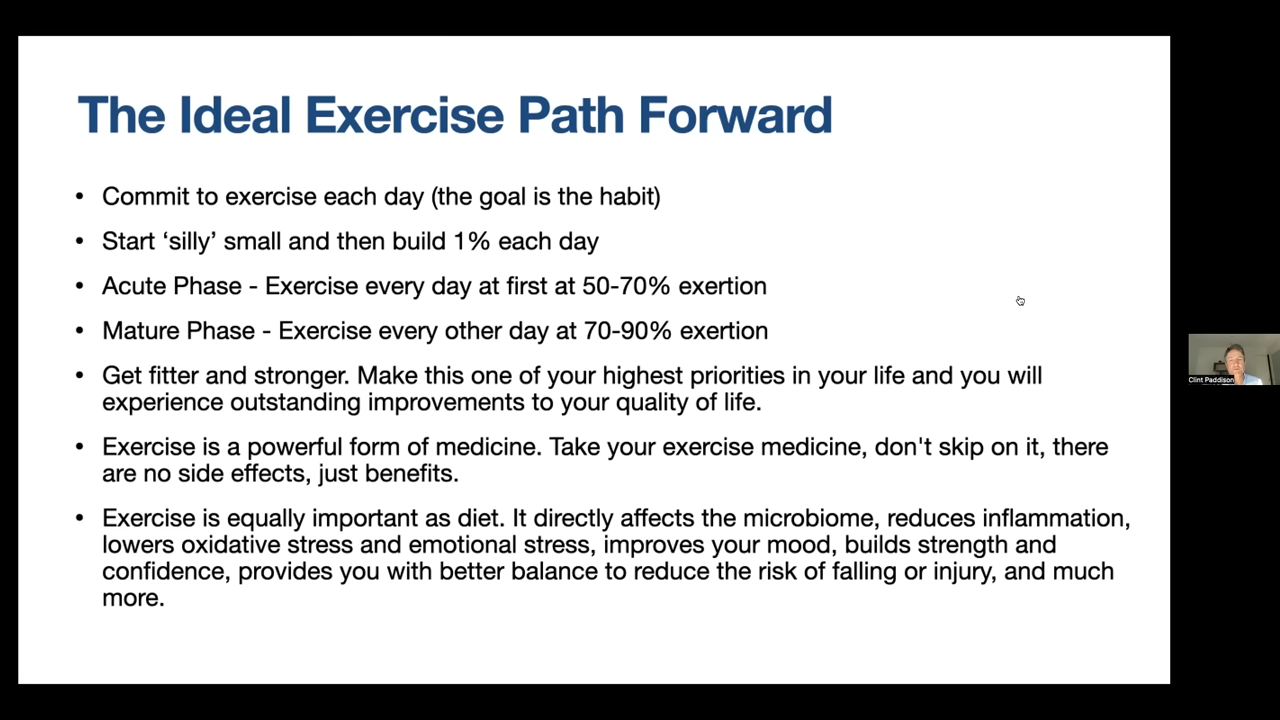 The Ideal Exercise Path Forward
• Commit to exercise each day (the goal is the habit)
• Start ‘silly’ small and then build 1% each day
• Acute Phase - Exercise every day at first at 50-70% exertion
• Mature Phase - Exercise every other day at 70-90% exertion
• Get fitter and stronger. Make this one of your highest priorities in your life and you will
experience outstanding improvements to your quality of life.
• Exercise is a powerful form of medicine. Take your exercise medicine, don't skip on it, there
are no side effects, just benefits.
• Exercise is equally important as diet. It directly affects the microbiome, reduces inflammation,
lowers oxidative stress and emotional stress, improves your mood, builds strength and
confidence, provides you with better balance to reduce the risk of falling or injury, and much
more.
Clint Paddison